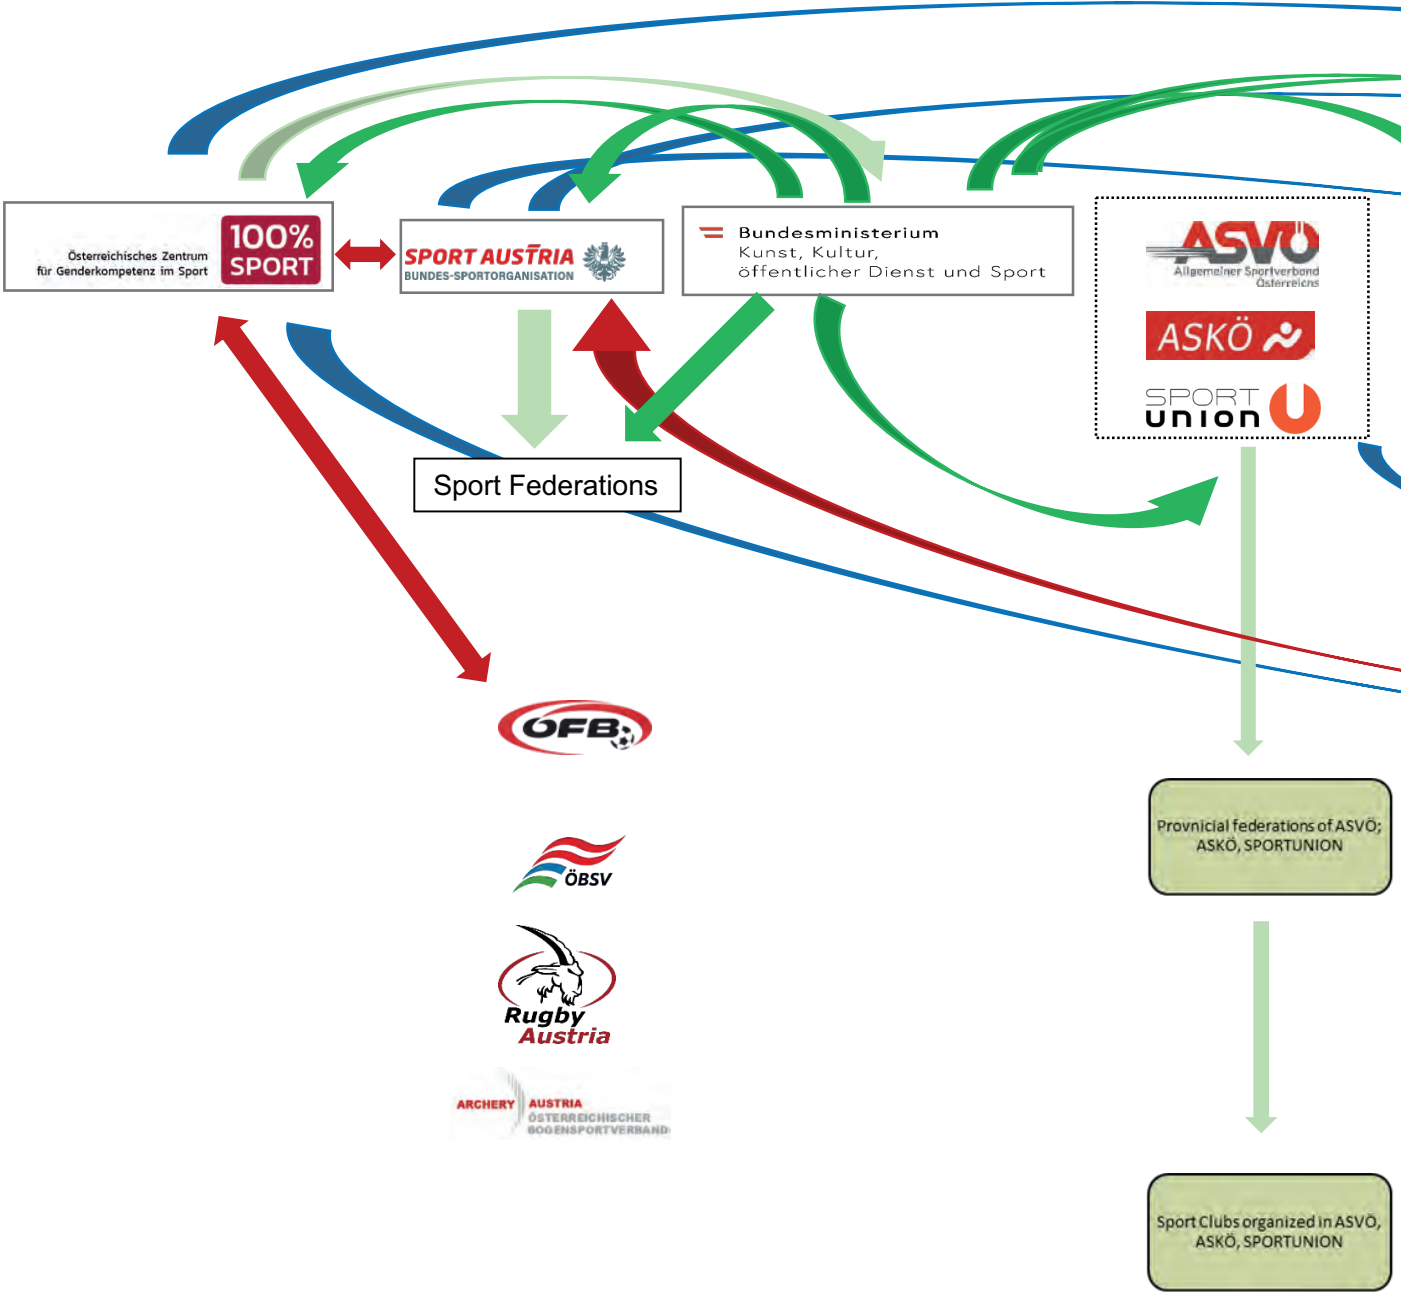 Österreichisches Zentrum
für Genderkompetenz im Sport
100%
SPORT
SPORT AUSTRIA
BUNDES-SPORTORGANISATION
Bundesministerium
Kunst, Kultur,
öffentlicher Dienst und Sport
ASVÖ
Allgemeiner Sportverband
Österreichs
ASKÖ
SPORT
UNION
Sport Federations
ÖFB
Provnicial federations of ASVÖ;
ASKÖ, SPORTUNION
ÖBSV
Rugby
Austria
ARCHERY AUSTRIA
ÖSTERREICHISCHER
BOGENSPORTVERBAND
Sport Clubs organized in ASVÖ,
ASKÖ, SPORTUNION